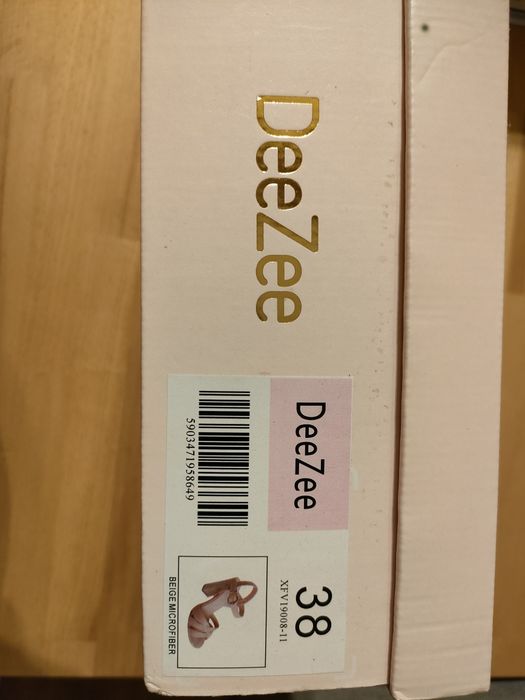 DeeZee
DeeZee
5903471958649
38
XFV19008-11
BEIGE MICROFIBER